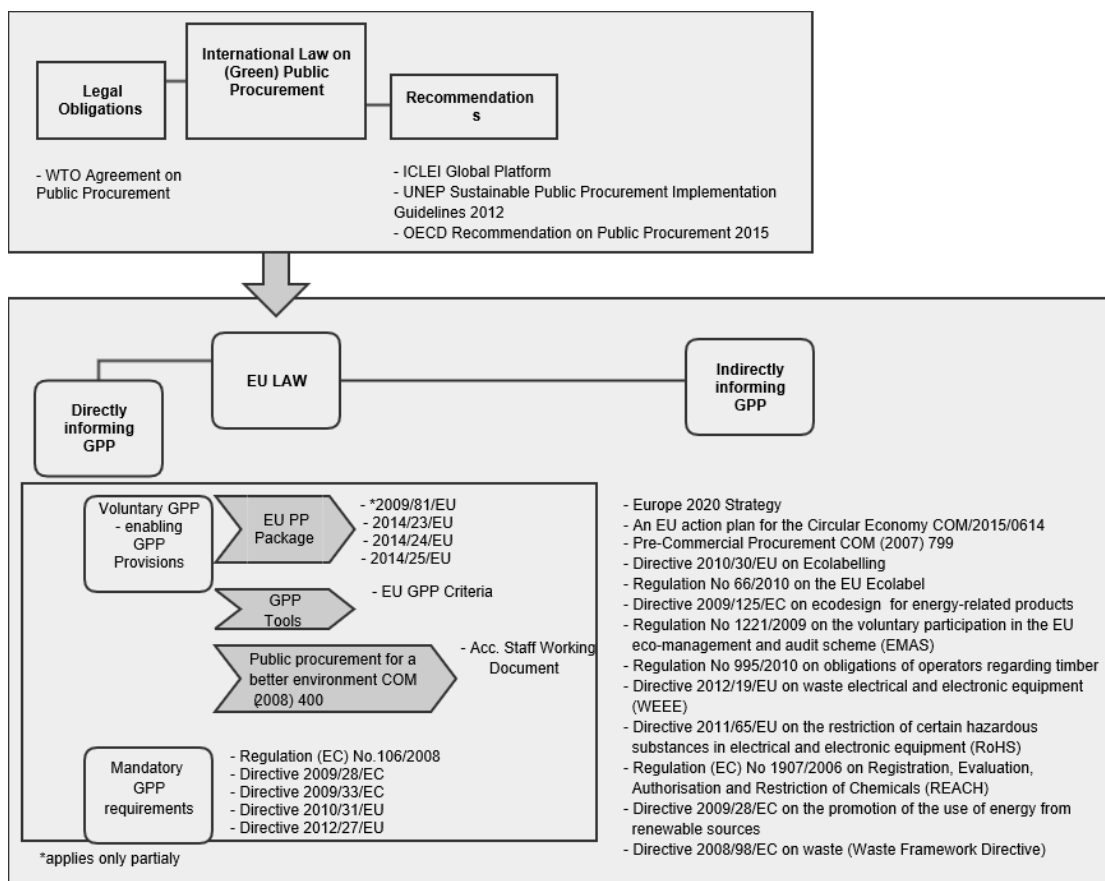 International Law on
(Green) Public
Procurement
Legal
Obligations
Recommendation
s
- WTO Agreement on
Public Procurement
- ICLEI Global Platform
- UNEP Sustainable Public Procurement Implementation
Guidelines 2012
- OECD Recommendation on Public Procurement 2015
EU LAW
Directly
informing
GPP
Indirectly
informing
GPP
Voluntary GPP
- enabling
GPP
Provisions
EU PP
Package
- *2009/81/EU
- 2014/23/EU
- 2014/24/EU
- 2014/25/EU
GPP
Tools
- EU GPP Criteria
Public procurement for a
better environment COM
(2008) 400
- Acc. Staff Working
Document
Mandatory
GPP
requirements
- Regulation (EC) No.106/2008
- Directive 2009/28/EC
- Directive 2009/33/EC
- Directive 2010/31/EU
- Directive 2012/27/EU
*applies only partialy
- Europe 2020 Strategy
- An EU action plan for the Circular Economy COM/2015/0614
- Pre-Commercial Procurement COM (2007) 799
- Directive 2010/30/EU on Ecolabelling
- Regulation No 66/2010 on the EU Ecolabel
- Directive 2009/125/EC on ecodesign for energy-related products
- Regulation No 1221/2009 on the voluntary participation in the EU
eco-management and audit scheme (EMAS)
- Regulation No 995/2010 on obligations of operators regarding timber
- Directive 2012/19/EU on waste electrical and electronic equipment
(WEEE)
- Directive 2011/65/EU on the restriction of certain hazardous
substances in electrical and electronic equipment (RoHS)
- Regulation (EC) No 1907/2006 on Registration, Evaluation,
Authorisation and Restriction of Chemicals (REACH)
- Directive 2009/28/EC on the promotion of the use of energy from
renewable sources
- Directive 2008/98/EC on waste (Waste Framework Directive)